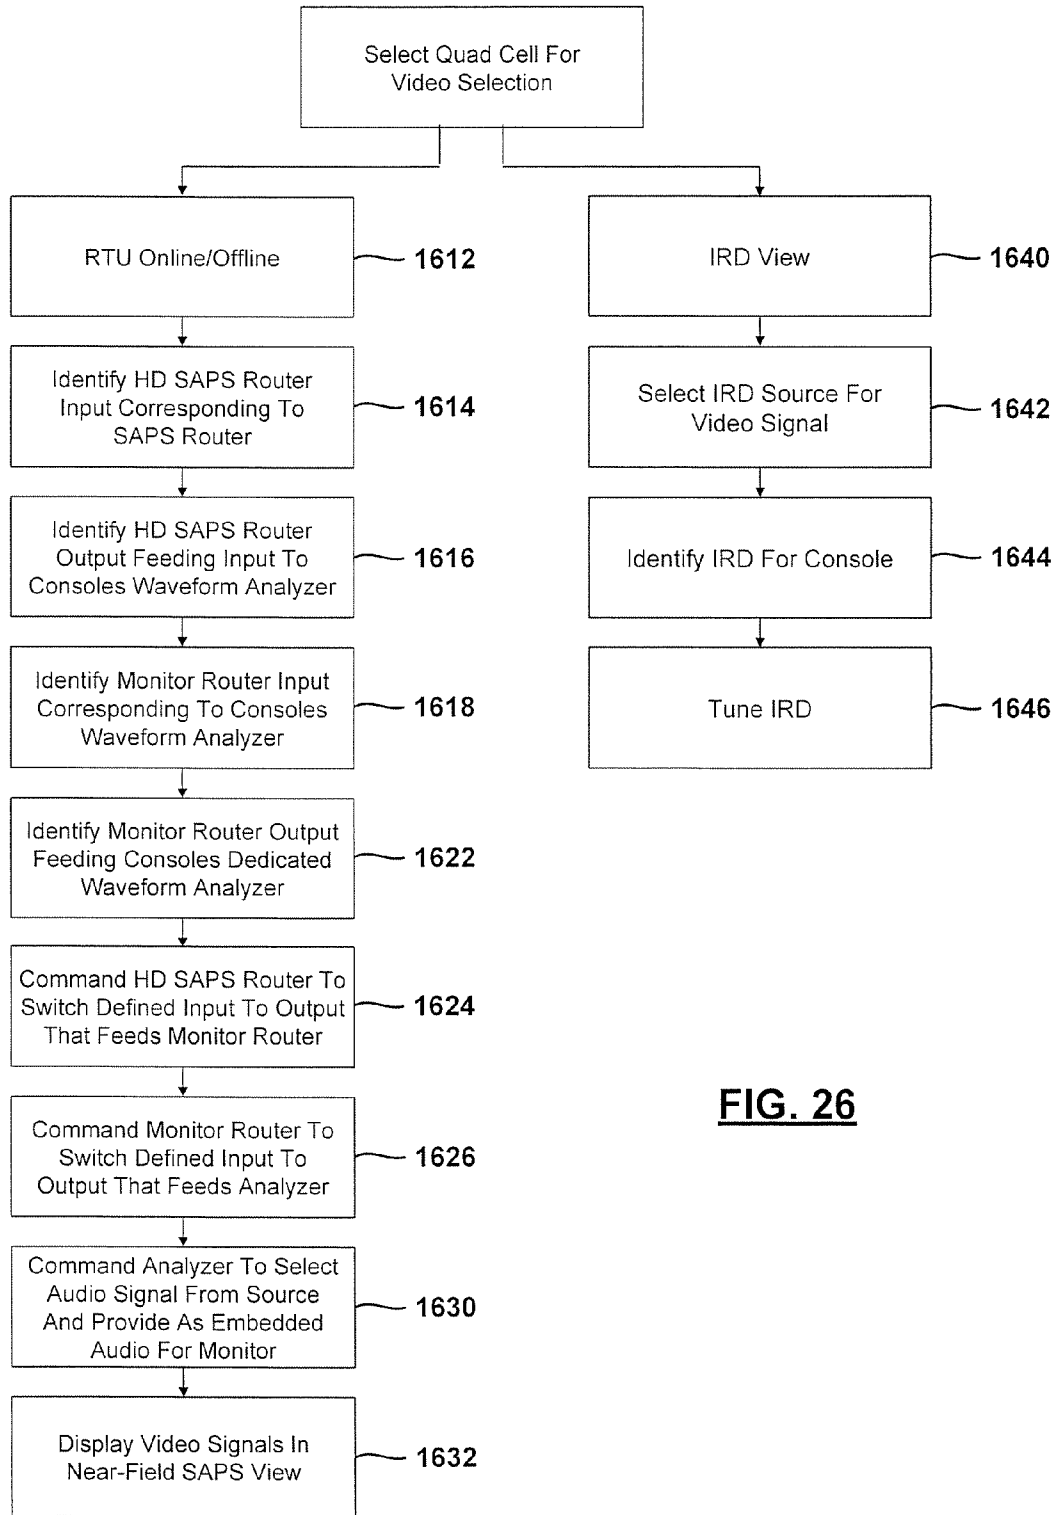 Select Quad Cell For
Video Selection
RTU Online/Offline
1612
Identify HD SAPS Router
Input Corresponding To
SAPS Router
1614
Identify HD SAPS Router
Output Feeding Input To
Consoles Waveform Analyzer
1616
Identify Monitor Router Input
Corresponding To Consoles
Waveform Analyzer
1618
Identify Monitor Router Output
Feeding Consoles Dedicated
Waveform Analyzer
1622
Command HD SAPS Router To
Switch Defined Input To Output
That Feeds Monitor Router
1624
Command Monitor Router To
Switch Defined Input To
Output That Feeds Analyzer
1626
Command Analyzer To Select
Audio Signal From Source
And Provide As Embedded
Audio For Monitor
1630
Display Video Signals In
Near-Field SAPS View
1632
IRD View
1640
Select IRD Source For
Video Signal
1642
Identify IRD For Console
1644
Tune IRD
1646
FIG. 26